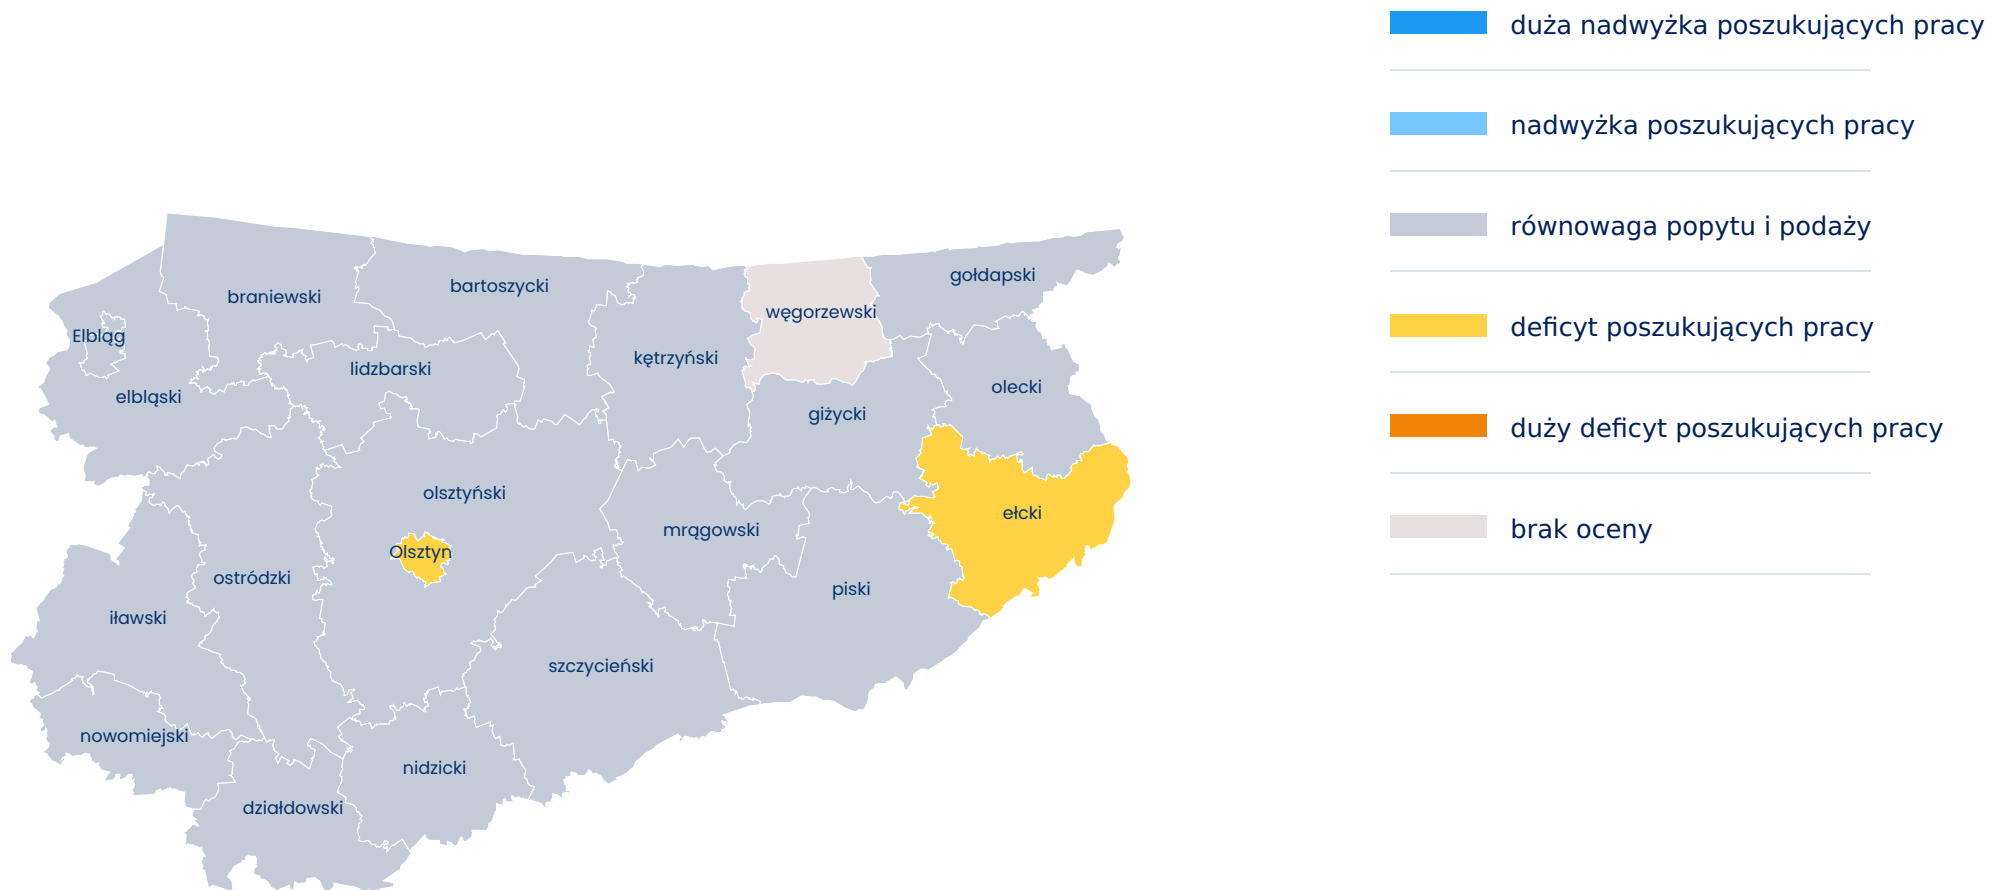 duża nadwyżka poszukujących pracy
nadwyżka poszukujących pracy
równowaga popytu i podaży
deficyt poszukujących pracy
duży deficyt poszukujących pracy
brak oceny
gołdapski
bartoszycki
braniewski
węgorzewski
Elbląg
kętrzyński
lidzbarski
olecki
elbląski
giżycki
olsztyński
ełcki
mrągowski
Olsztyn
ostródzki
piski
iławski
szczycieński
nowomiejski
nidzicki
działdowski